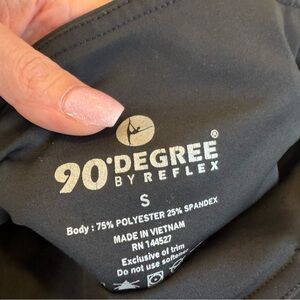 90°DEGREE®
BY REFLEX
S
Body : 75% POLYESTER 25% SPANDEX
MADE IN VIETNAM
RN 144527
Exclusive of trim
Do not use softener